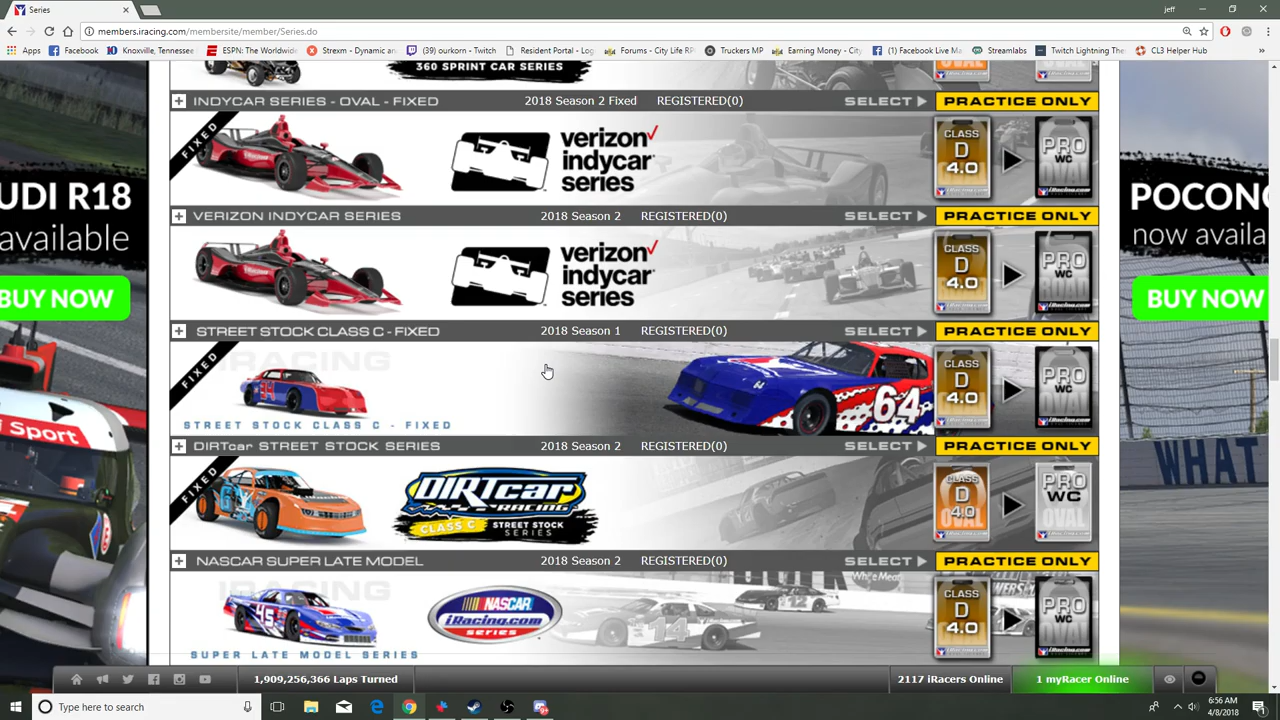 Series
jeff
members.iracing.com/membersite/member/Series.do
Apps Facebook Knoxville, Tennessee ESPN: The Worldwide Strexm - Dynamic an (39) ourkorn - Twitch Resident Portal - Log Forums - City Life RP Truckers MP Earning Money - City (1) Facebook Live Ma Streamlabs Twitch Lightning The CL3 Helper Hub
360 SPRINT CAR SERIES
INDYCAR SERIES - OVAL - FIXED 2018 Season 2 Fixed REGISTERED(0) SELECT PRACTICE ONLY
FIXED
verizon
indycar
series
CLASS D 4.0
PRO WC
VERIZON INDYCAR SERIES 2018 Season 2 REGISTERED(0) SELECT PRACTICE ONLY
verizon
indycar
series
CLASS D 4.0
PRO WC
STREET STOCK CLASS C - FIXED 2018 Season 1 REGISTERED(0) SELECT PRACTICE ONLY
FIXED
IRACING
64
CLASS D 4.0
PRO WC
STREET STOCK CLASS C - FIXED
DIRTcar STREET STOCK SERIES 2018 Season 2 REGISTERED(0) SELECT PRACTICE ONLY
FIXED
DIRTcar
RACING
CLASS C STREET STOCK SERIES
CLASS D 4.0 OVAL
PRO WC OVAL
NASCAR SUPER LATE MODEL 2018 Season 2 REGISTERED(0) SELECT PRACTICE ONLY
IRACING
45
NASCAR
iRacing.com
series
14
12
CLASS D 4.0
PRO WC
SUPER LATE MODEL SERIES
UDI R18
available
BUY NOW
i Sport
POCONO
now availa
BUY NOW
WHAT
1,909,256,366 Laps Turned 2117 iRacers Online 1 myRacer Online
Type here to search
6:56 AM
4/8/2018